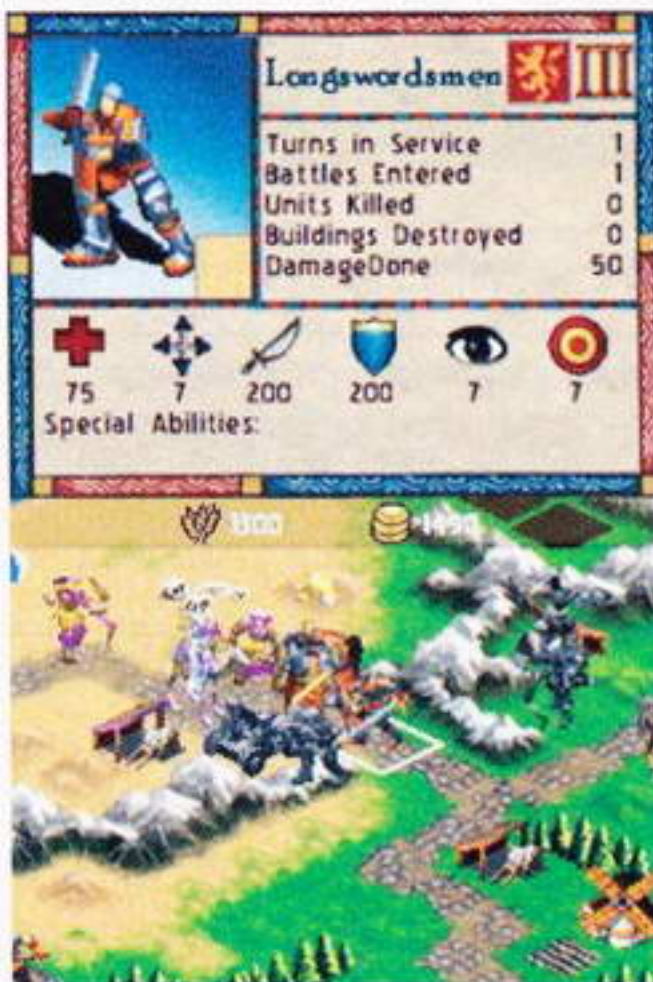 Longswordsmen III
Turns in Service 1
Battles Entered 1
Units Killed 0
Buildings Destroyed 0
DamageDone 50
75 7 200 200 7 7
Special Abilities: